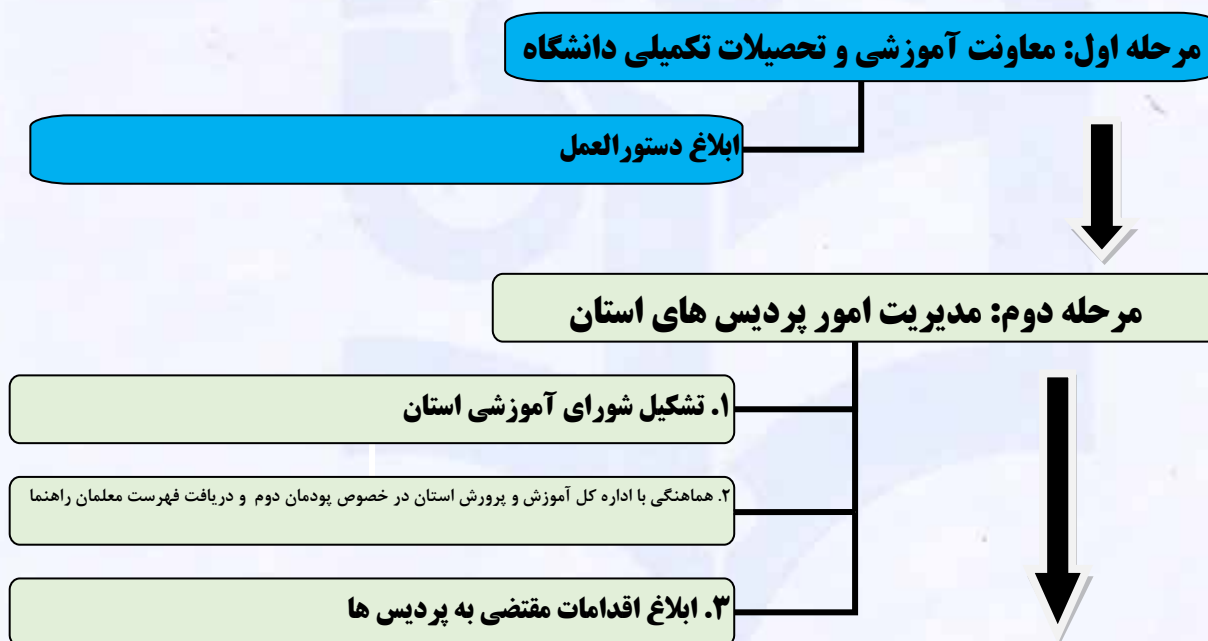 مرحله اول: معاونت آموزشی و تحصیلات تکمیلی دانشگاه
ابلاغ دستورالعمل
مرحله دوم: مدیریت امور پردیس های استان
۱. تشکیل شورای آموزشی استان
۲. هماهنگی با اداره کل آموزش و پرورش استان در خصوص پودمان دوم و دریافت فهرست معلمان راهنما
۳. ابلاغ اقدامات مقتضی به پردیس ها